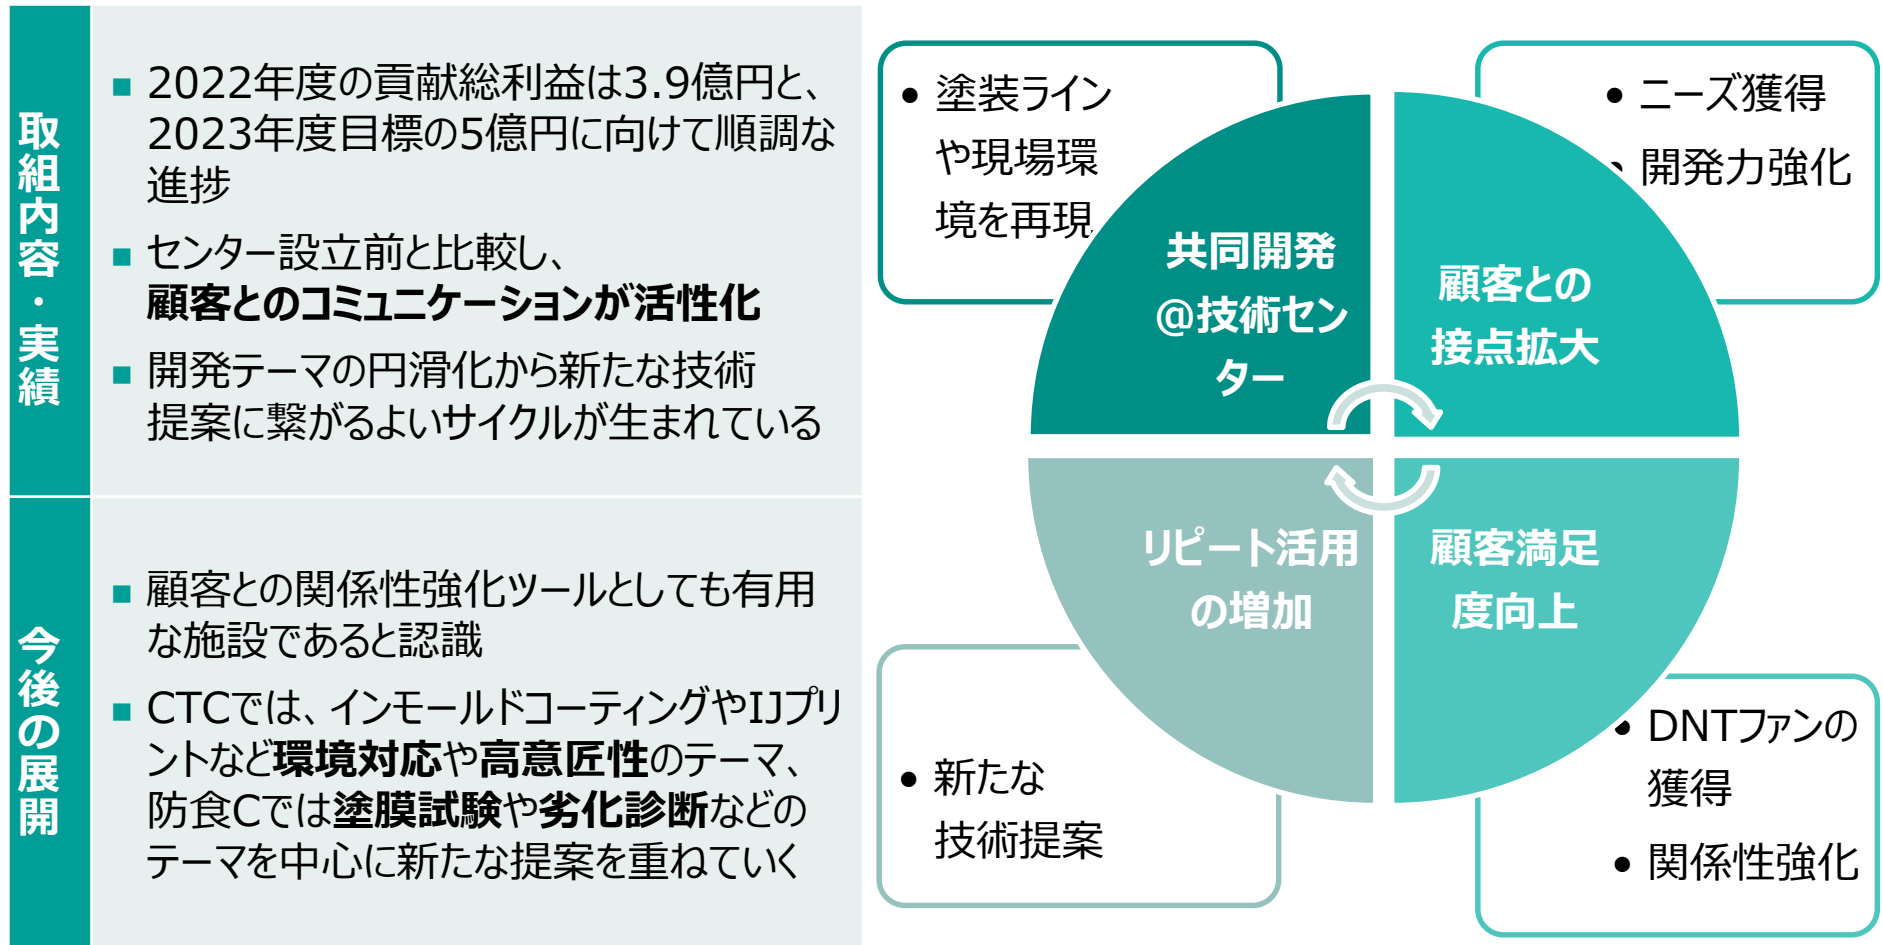 取組内容・実績
■ 2022年度の貢献総利益は3.9億円と、
2023年度目標の5億円に向けて順調な
進捗
■ センター設立前と比較し、
顧客とのコミュニケーションが活性化
■ 開発テーマの円滑化から新たな技術
提案に繋がるよいサイクルが生まれている
今後の展開
■ 顧客との関係性強化ツールとしても有用
な施設であると認識
■ CTCでは、インモールドコーティングやIJプリ
ントなど環境対応や高意匠性のテーマ、
防食Cでは塗膜試験や劣化診断などの
テーマを中心に新たな提案を重ねていく
• 塗装ライン
や現場環
境を再現
共同開発
@技術セン
ター
• ニーズ獲得
• 開発力強化
顧客との
接点拡大
リピート活用
の増加
• 新たな
技術提案
顧客満足
度向上
• DNTファンの
獲得
• 関係性強化